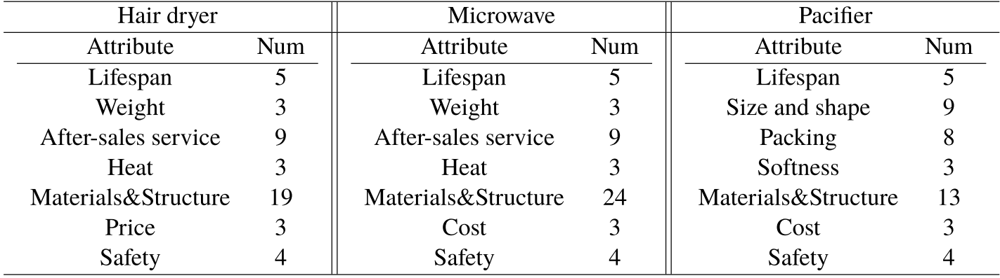 Hair dryer Microwave Pacifier
Attribute Num Attribute Num Attribute Num
Lifespan 5 Lifespan 5 Lifespan 5
Weight 3 Weight 3 Size and shape 9
After-sales service 9 After-sales service 9 Packing 8
Heat 3 Heat 3 Softness 3
Materials&Structure 19 Materials&Structure 24 Materials&Structure 13
Price 3 Cost 3 Cost 3
Safety 4 Safety 4 Safety 4